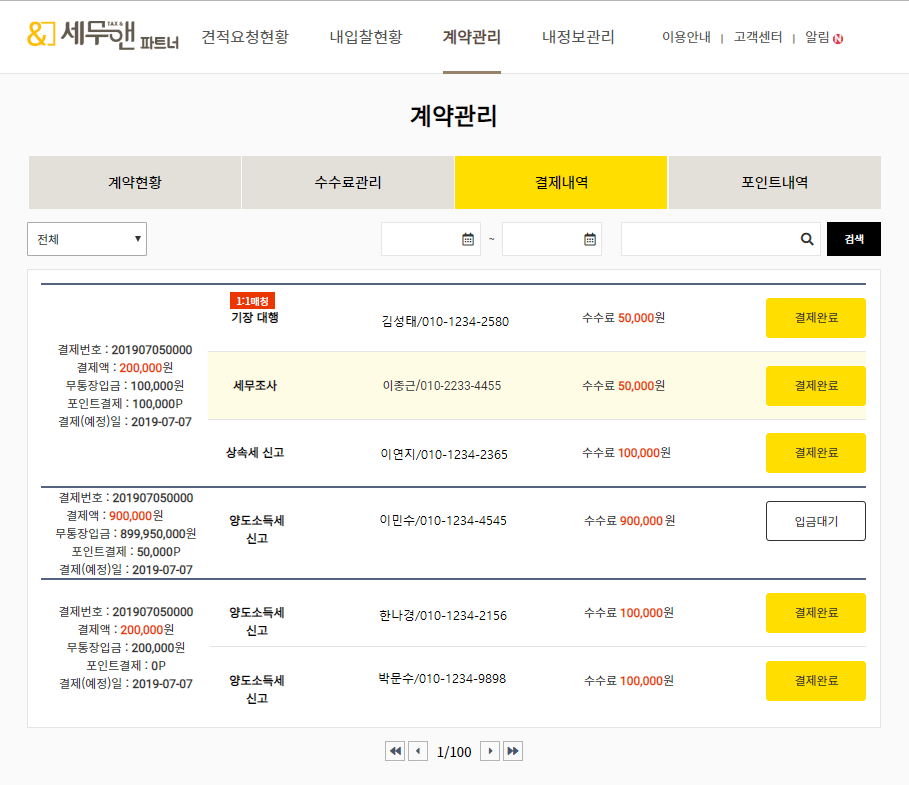 세무앤 TAX& 파트너
견적요청현황 내입찰현황 계약관리 내정보관리 이용안내 | 고객센터 | 알림 N
계약관리
계약현황 수수료관리 결제내역 포인트내역
전체 ▼ ~ 검색
결제번호 : 201907050000
결제액 : 200,000원
무통장입금 : 100,000원
포인트결제 : 100,000P
결제(예정)일 : 2019-07-07
1:1매칭
기장 대행 김성태/010-1234-2580 수수료 50,000원 결제완료
세무조사 이종근/010-2233-4455 수수료 50,000원 결제완료
상속세 신고 이연지/010-1234-2365 수수료 100,000원 결제완료
결제번호 : 201907050000
결제액 : 900,000원
무통장입금 : 899,950,000원
포인트결제 : 50,000P
결제(예정)일 : 2019-07-07
양도소득세
신고
이민수/010-1234-4545 수수료 900,000 원 입금대기
결제번호 : 201907050000
결제액 : 200,000원
무통장입금 : 200,000원
포인트결제 : 0P
결제(예정)일 : 2019-07-07
양도소득세
신고
한나경/010-1234-2156 수수료 100,000원 결제완료
양도소득세
신고
박문수/010-1234-9898 수수료 100,000원 결제완료
1/100